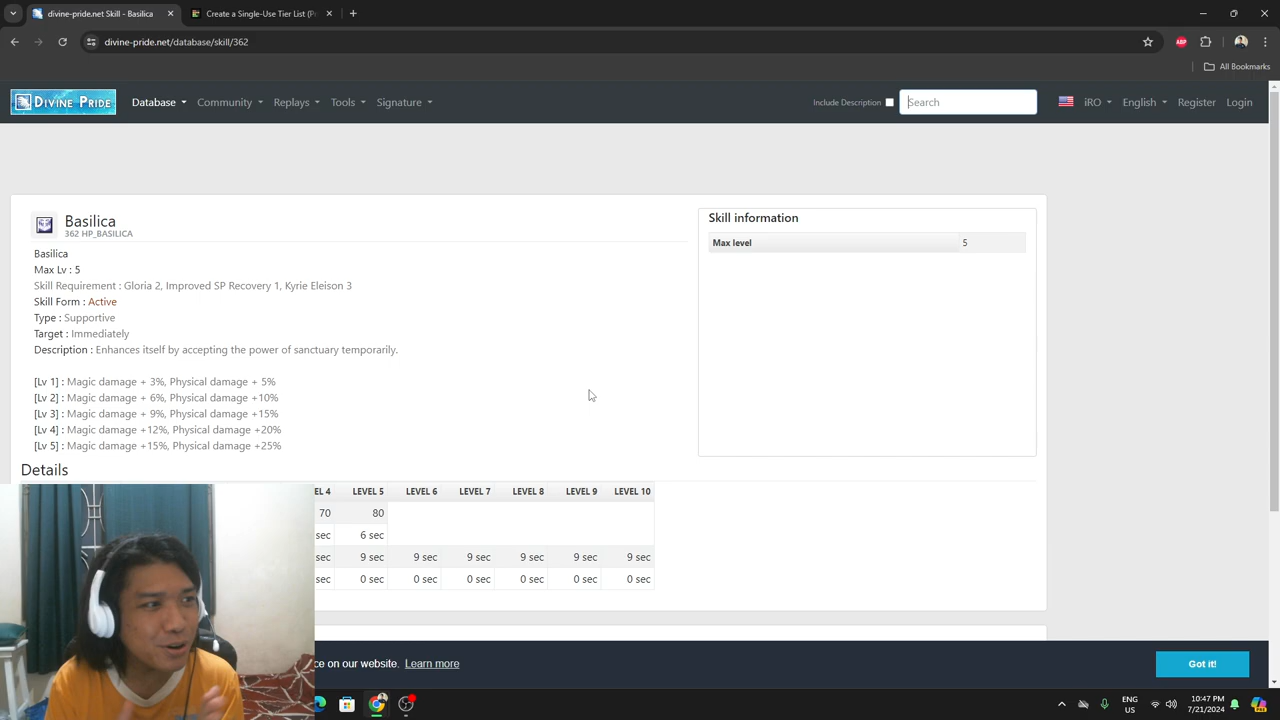 divine-pride.net Skill - Basilica
Create a Single-Use Tier List (P
divine-pride.net/database/skill/362
ABP
All Bookmarks
DIVINE PRIDE
Database
Community
Replays
Tools
Signature
Include Description
Search
iRO
English
Register
Login
Basilica
362 HP_BASILICA
Skill information
Max level 5
Basilica
Max Lv : 5
Skill Requirement : Gloria 2, Improved SP Recovery 1, Kyrie Eleison 3
Skill Form : Active
Type : Supportive
Target : Immediately
Description : Enhances itself by accepting the power of sanctuary temporarily.
[Lv 1] : Magic damage + 3%, Physical damage + 5%
[Lv 2] : Magic damage + 6%, Physical damage +10%
[Lv 3] : Magic damage + 9%, Physical damage +15%
[Lv 4] : Magic damage +12%, Physical damage +20%
[Lv 5] : Magic damage +15%, Physical damage +25%
Details
EL 4 LEVEL 5 LEVEL 6 LEVEL 7 LEVEL 8 LEVEL 9 LEVEL 10
70 80
sec 6 sec
sec 9 sec 9 sec 9 sec 9 sec 9 sec 9 sec
sec 0 sec 0 sec 0 sec 0 sec 0 sec 0 sec
ce on our website. Learn more
Got it!
ENG
US
10:47 PM
7/21/2024